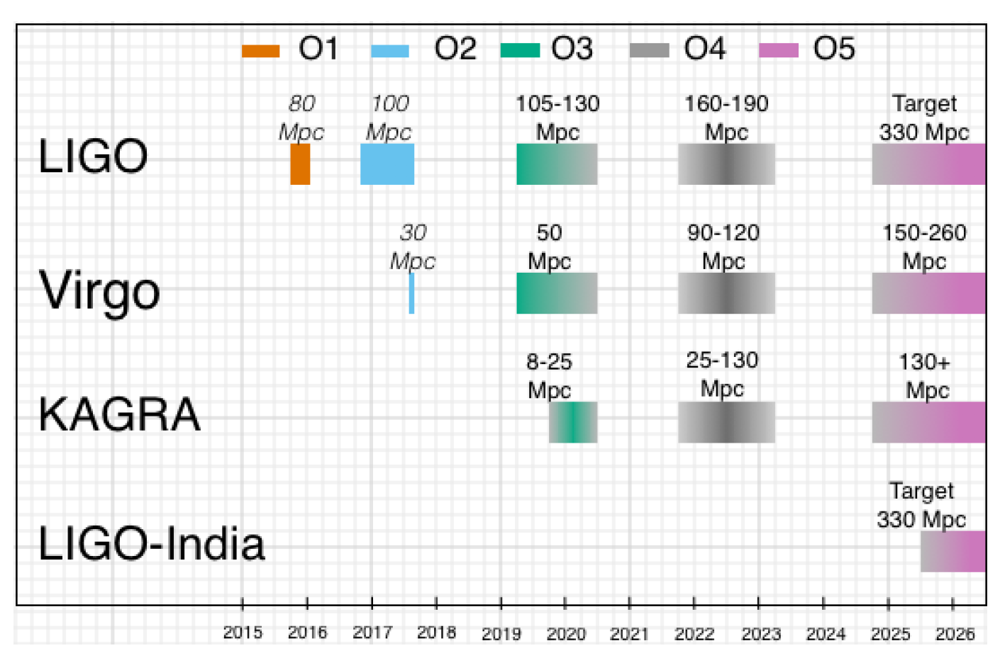 O1 O2 O3 O4 O5
80 100 105-130 160-190 Target
Mpc Mpc Mpc Mpc 330 Mpc
LIGO
30 50 90-120 150-260
Mpc Mpc Mpc Mpc
Virgo
8-25 25-130 130+
Mpc Mpc Mpc
KAGRA
Target
330 Mpc
LIGO-India
2015 2016 2017 2018 2019 2020 2021 2022 2023 2024 2025 2026